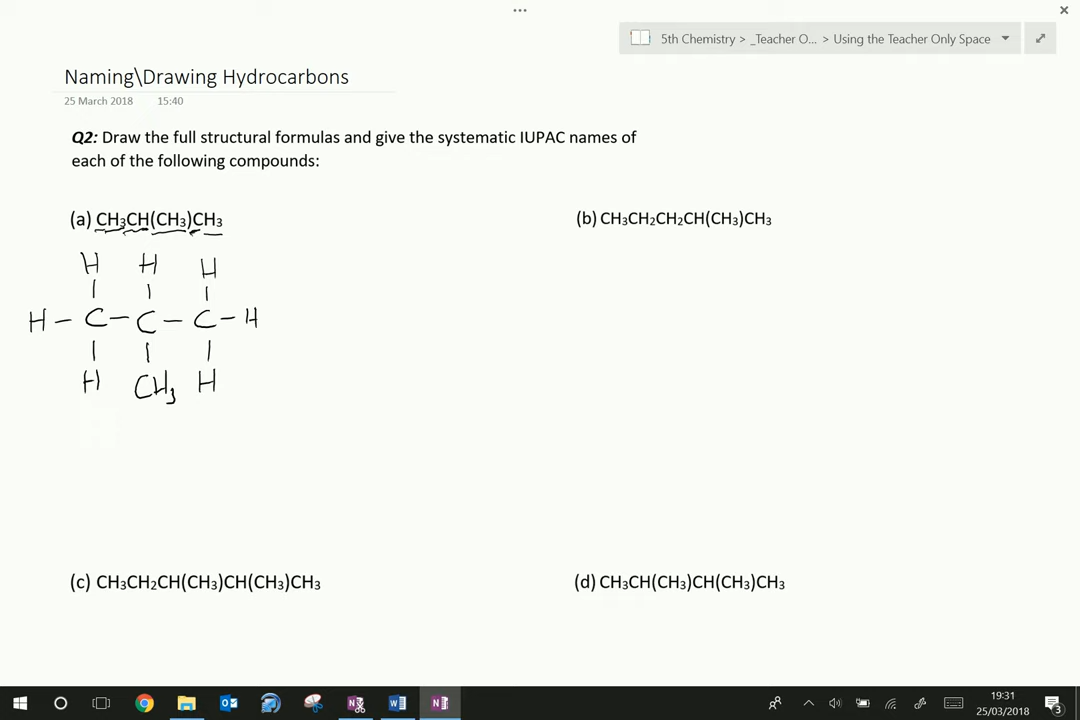 5th Chemistry > _Teacher O... > Using the Teacher Only Space
Naming\Drawing Hydrocarbons
25 March 2018 15:40
Q2: Draw the full structural formulas and give the systematic IUPAC names of
each of the following compounds:
(a) CH₃CH(CH₃)CH₃
H H H
H – C – C – C – H
H CH₃ H
(b) CH₃CH₂CH₂CH(CH₃)CH₃
(c) CH₃CH₂CH(CH₃)CH(CH₃)CH₃
(d) CH₃CH(CH₃)CH(CH₃)CH₃
19:31
25/03/2018
3